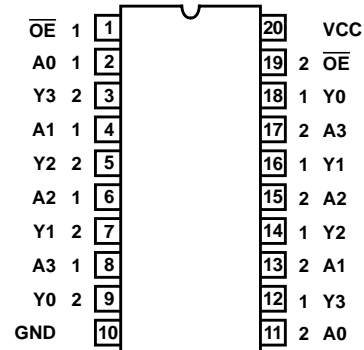 OE 1 1 20 VCC
A0 1 2 19 2 OE
Y3 2 3 18 1 Y0
A1 1 4 17 2 A3
Y2 2 5 16 1 Y1
A2 1 6 15 2 A2
Y1 2 7 14 1 Y2
A3 1 8 13 2 A1
Y0 2 9 12 1 Y3
GND 10 11 2 A0